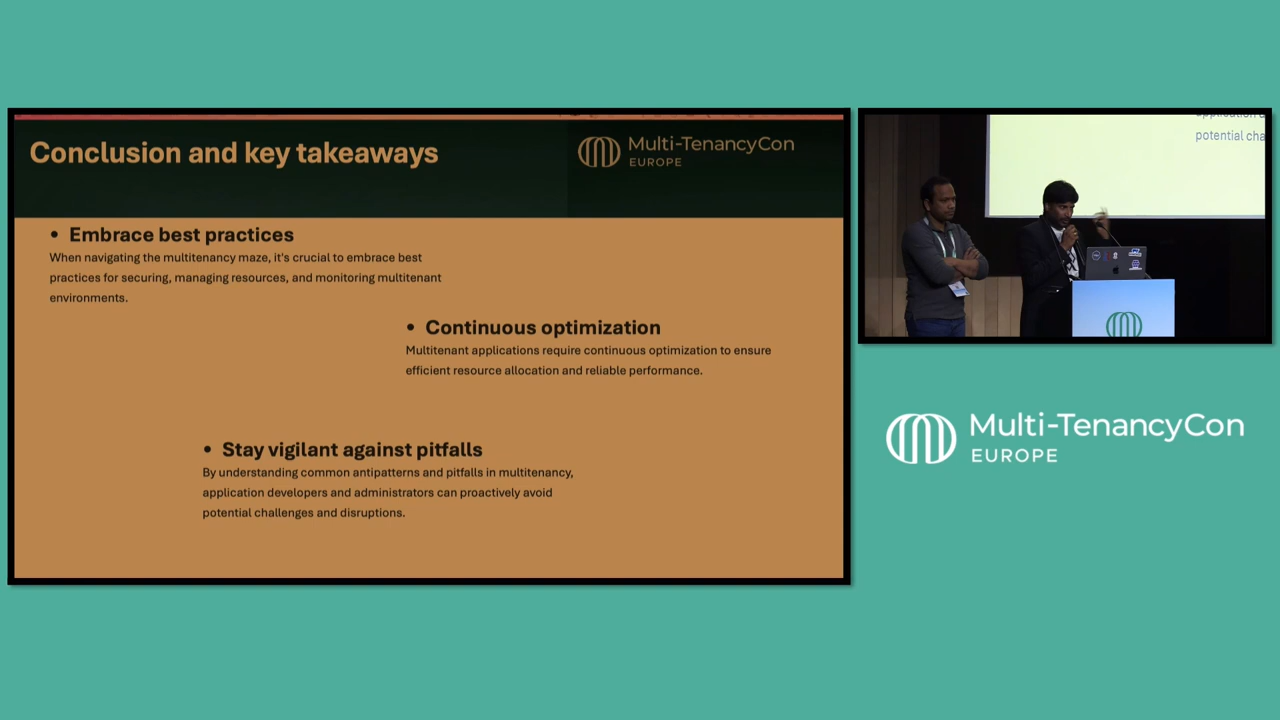 Conclusion and key takeaways
Multi-TenancyCon
EUROPE
• Embrace best practices
When navigating the multitenancy maze, it's crucial to embrace best
practices for securing, managing resources, and monitoring multitenant
environments.
• Continuous optimization
Multitenant applications require continuous optimization to ensure
efficient resource allocation and reliable performance.
• Stay vigilant against pitfalls
By understanding common antipatterns and pitfalls in multitenancy,
application developers and administrators can proactively avoid
potential challenges and disruptions.
potential cha
Multi-TenancyCon
EUROPE